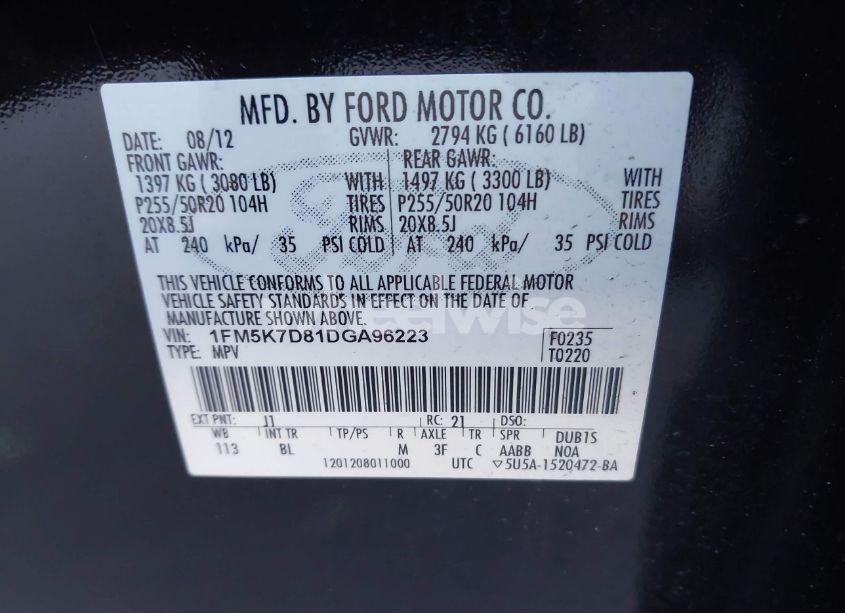 MFD. BY FORD MOTOR CO.
DATE: 08/12 GVWR: 2794 KG ( 6160 LB)
FRONT GAWR: REAR GAWR:
1397 KG ( 3080 LB) WITH 1497 KG ( 3300 LB) WITH
P255/50R20 104H TIRES P255/50R20 104H TIRES
20X8.5J RIMS 20X8.5J RIMS
AT 240 kPa/ 35 PSI COLD AT 240 kPa/ 35 PSI COLD
THIS VEHICLE CONFORMS TO ALL APPLICABLE FEDERAL MOTOR
VEHICLE SAFETY STANDARDS IN EFFECT ON THE DATE OF
MANUFACTURE SHOWN ABOVE.
VIN: 1FM5K7D81DGA96223 F0235
TYPE: MPV T0220
EXT PNT: J1 RC: 21 DSO:
WB INT TR TP/PS R AXLE TR SPR DUB1S
113 BL M 3F C AABB NOA
1201208011000 UTC ▽5U5A-1520472-BA